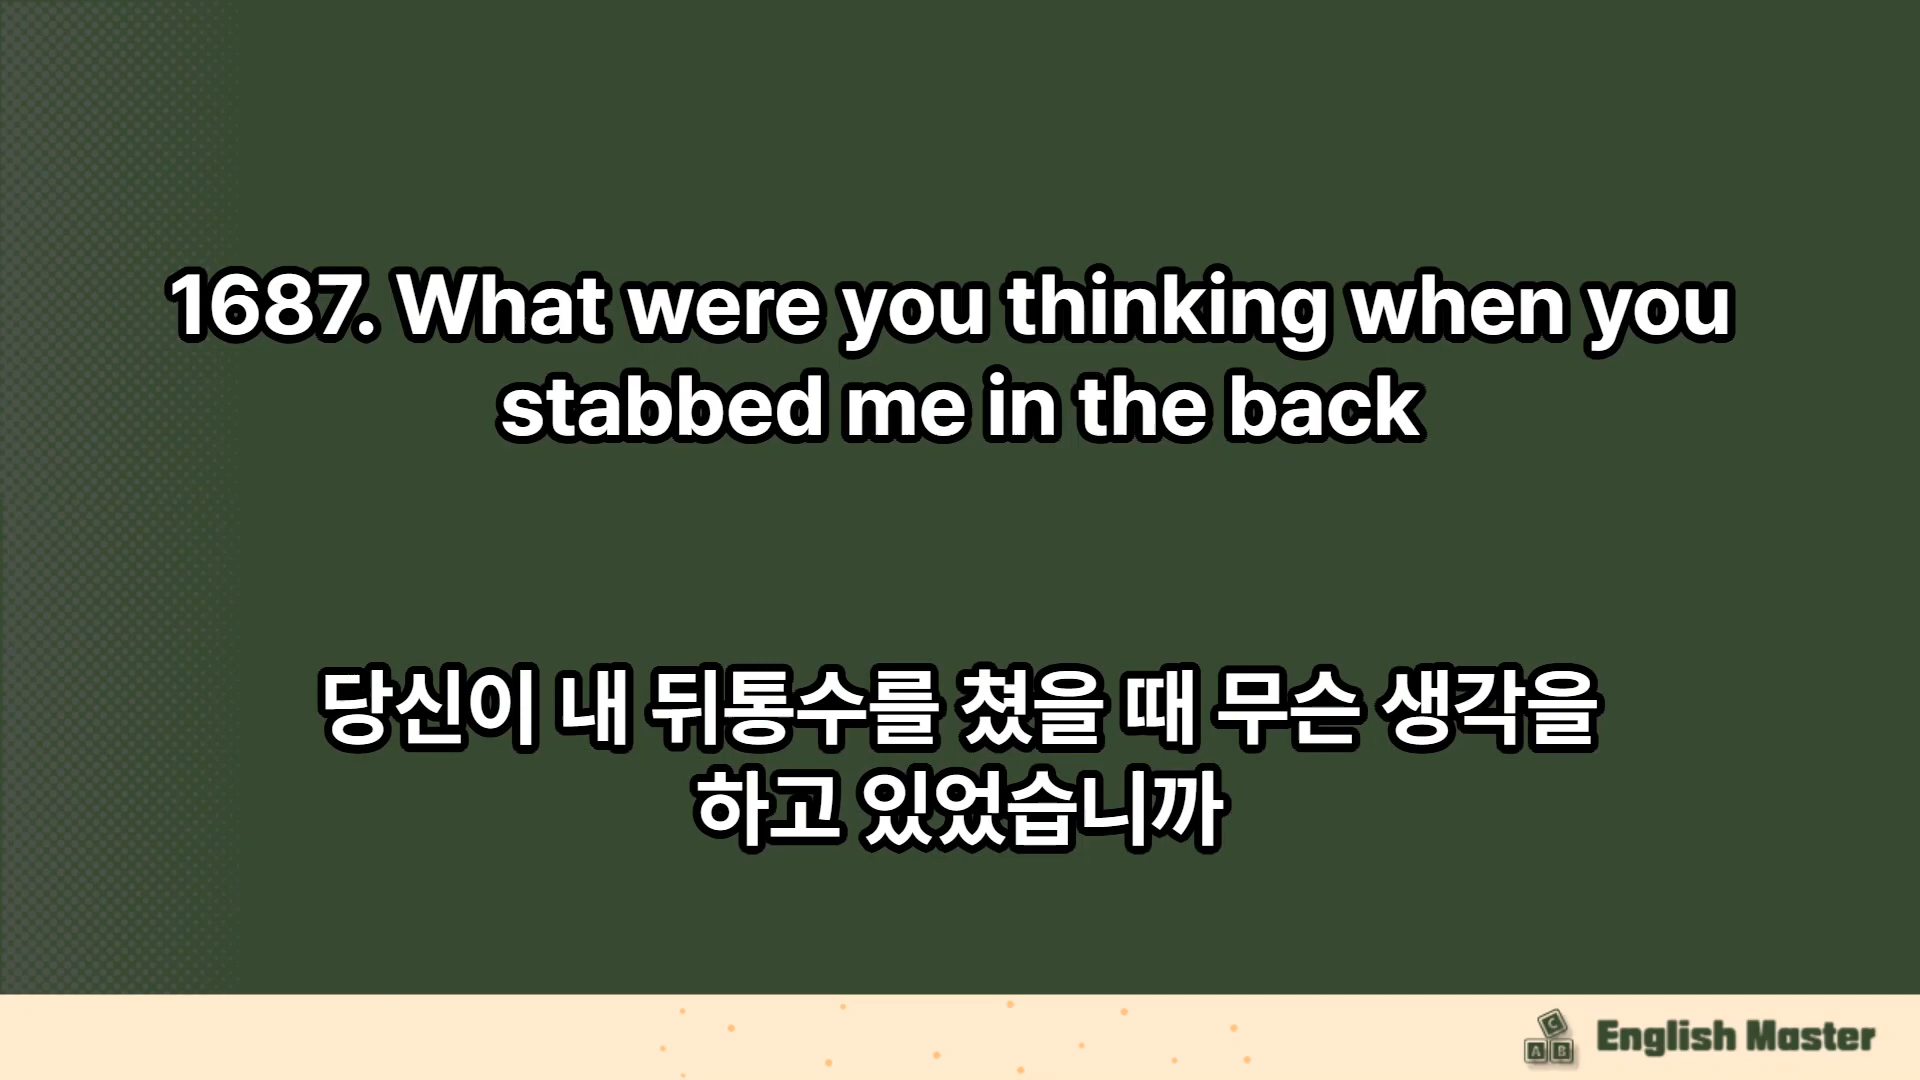 1687. What were you thinking when you
stabbed me in the back
당신이 내 뒤통수를 쳤을 때 무슨 생각을
하고 있었습니까
C
A B
English Master